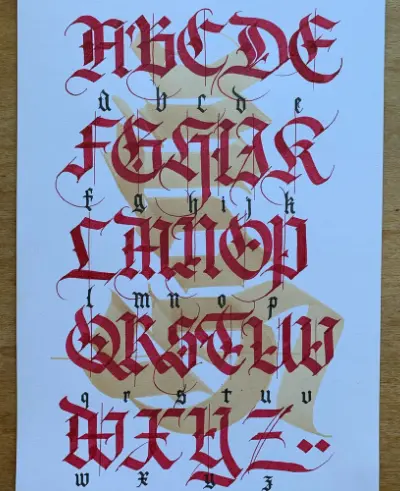 ABCDE
a b c d e
FGHIJK
f g h i j k
LMNOP
l m n o p
QRSTUV
q r s t u v
WXYZ..
w x y z